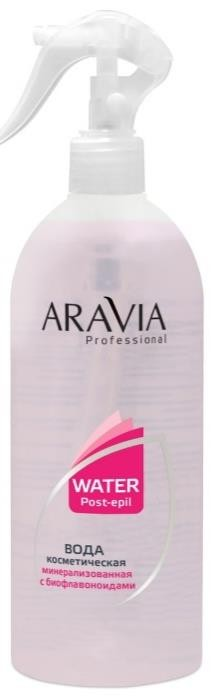 ARAVIA
Professional
WATER
Post-epil
ВОДА
косметическая
минерализованная
с биофлавоноидами